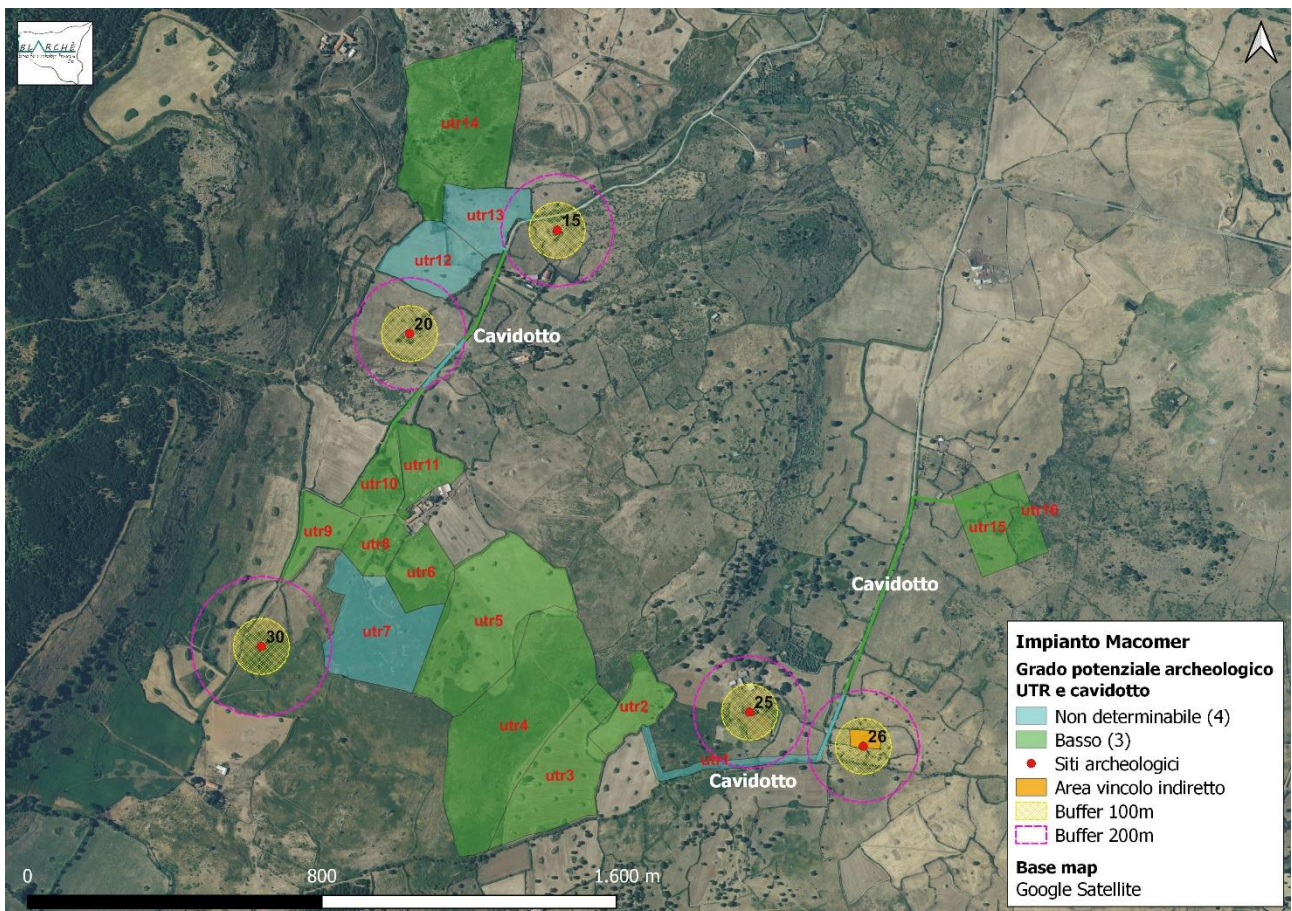 BLARCHÈ
utr14
utr13
15
utr12
20
Cavidotto
utr11
utr10
utr9
utr8
utr6
utr15
utr16
Cavidotto
utr7
utr5
30
utr2
25
utr4
26
utr1
utr3
Cavidotto
0
800
1.600 m
Impianto Macomer
Grado potenziale archeologico
UTR e cavidotto
Non determinabile (4)
Basso (3)
Siti archeologici
Area vincolo indiretto
Buffer 100m
Buffer 200m
Base map
Google Satellite